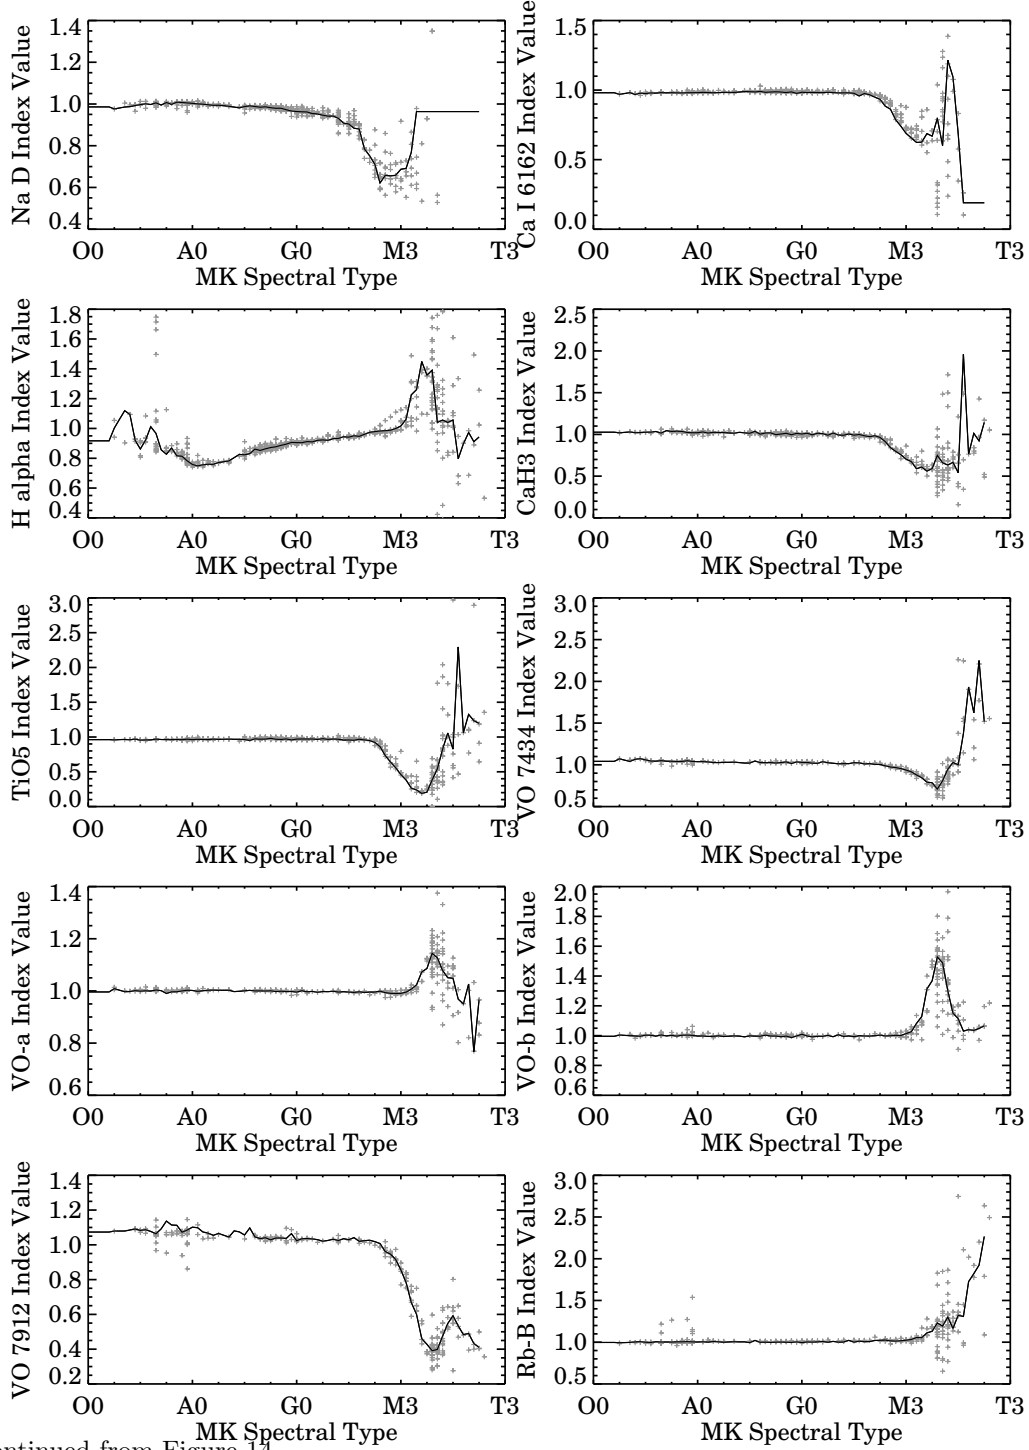 1.4
1.2
1.0
0.8
0.6
0.4
Na D Index Value
O0 A0 G0 M3 T3
MK Spectral Type
1.5
1.0
0.5
0.0
Ca I 6162 Index Value
O0 A0 G0 M3 T3
MK Spectral Type
1.8
1.6
1.4
1.2
1.0
0.8
0.6
0.4
H alpha Index Value
O0 A0 G0 M3 T3
MK Spectral Type
2.5
2.0
1.5
1.0
0.5
0.0
CaH3 Index Value
O0 A0 G0 M3 T3
MK Spectral Type
3.0
2.5
2.0
1.5
1.0
0.5
0.0
TiO5 Index Value
O0 A0 G0 M3 T3
MK Spectral Type
3.0
2.5
2.0
1.5
1.0
0.5
VO 7434 Index Value
O0 A0 G0 M3 T3
MK Spectral Type
1.4
1.2
1.0
0.8
0.6
VO-a Index Value
O0 A0 G0 M3 T3
MK Spectral Type
2.0
1.8
1.6
1.4
1.2
1.0
0.8
0.6
VO-b Index Value
O0 A0 G0 M3 T3
MK Spectral Type
1.4
1.2
1.0
0.8
0.6
0.4
0.2
VO 7912 Index Value
O0 A0 G0 M3 T3
MK Spectral Type
3.0
2.5
2.0
1.5
1.0
0.5
Rb-B Index Value
O0 A0 G0 M3 T3
MK Spectral Type
ntinued from Figure 14